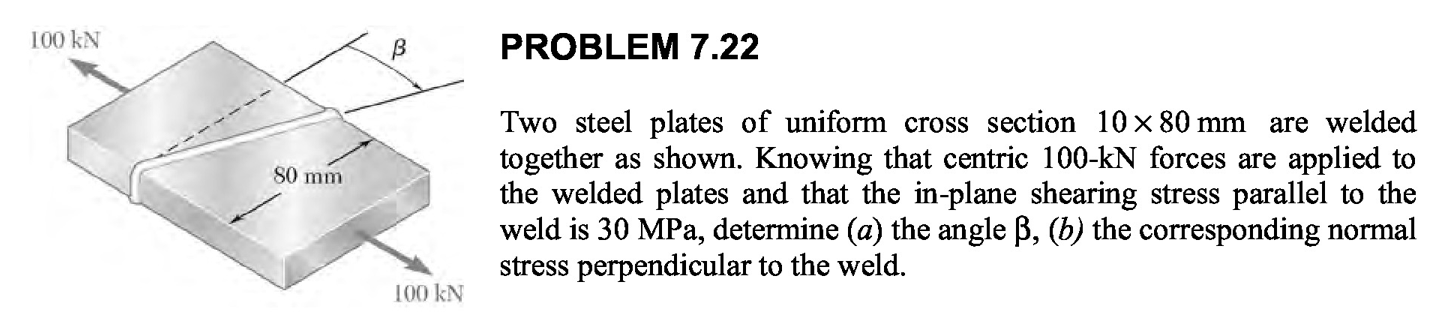 100 kN
β
80 mm
100 kN
PROBLEM 7.22
Two steel plates of uniform cross section 10 × 80 mm are welded
together as shown. Knowing that centric 100-kN forces are applied to
the welded plates and that the in-plane shearing stress parallel to the
weld is 30 MPa, determine (a) the angle β, (b) the corresponding normal
stress perpendicular to the weld.